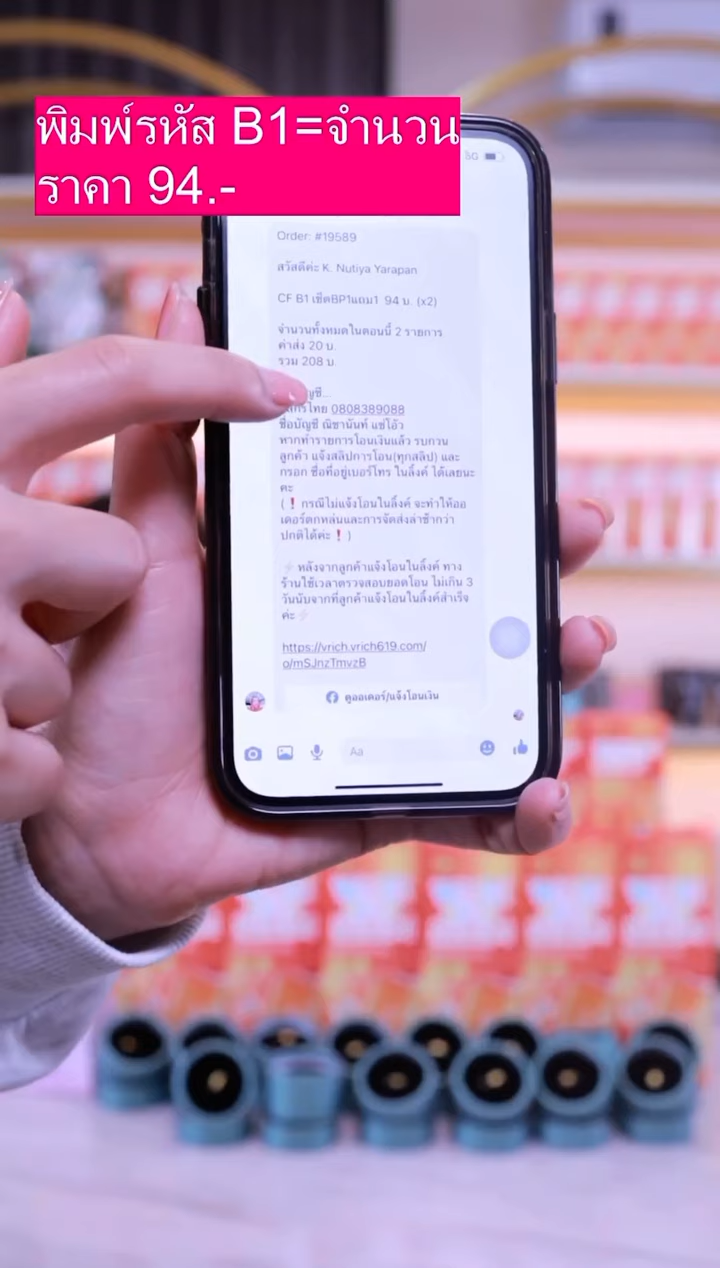 พิมพ์รหัส B1=จำนวน
ราคา 94.-
5G
Order: #19589
สวัสดีค่ะ K. Nutiya Yarapan
CF B1 เซ็ตBP1แถม1 94 บ. (x2)
จำนวนทั้งหมดในตอนนี้ 2 รายการ
ค่าส่ง 20 บ.
รวม 208 บ.
0808389088
ชื่อบัญชี ณิชานันท์ แซ่โอ้ว
หากทำรายการโอนเงินแล้ว รบกวน
ลูกค้า แจ้งสลิปการโอน(ทุกสลิป) และ
กรอก ชื่อที่อยู่เบอร์โทร ในลิ้งค์ ได้เลยนะ
คะ
(❗ กรณีไม่แจ้งโอนในลิ้งค์ จะทำให้ออ
เดอร์ตกหล่นและการจัดส่งล่าช้ากว่า
ปกติได้ค่ะ❗)
⚡หลังจากลูกค้าแจ้งโอนในลิ้งค์ ทาง
ร้านใช้เวลาตรวจสอบยอดโอน ไม่เกิน 3
วันนับจากที่ลูกค้าแจ้งโอนในลิ้งค์สำเร็จ
ค่ะ⚡
https://vrich.vrich619.com/
o/mSJnzTmvzB
ดูออเดอร์/แจ้งโอนเงิน
Aa